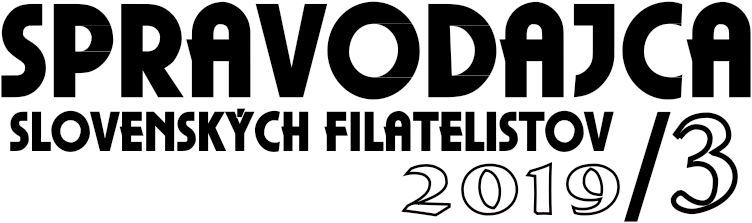 SPRAVODAJCA
SLOVENSKÝCH FILATELISTOV
2019/3